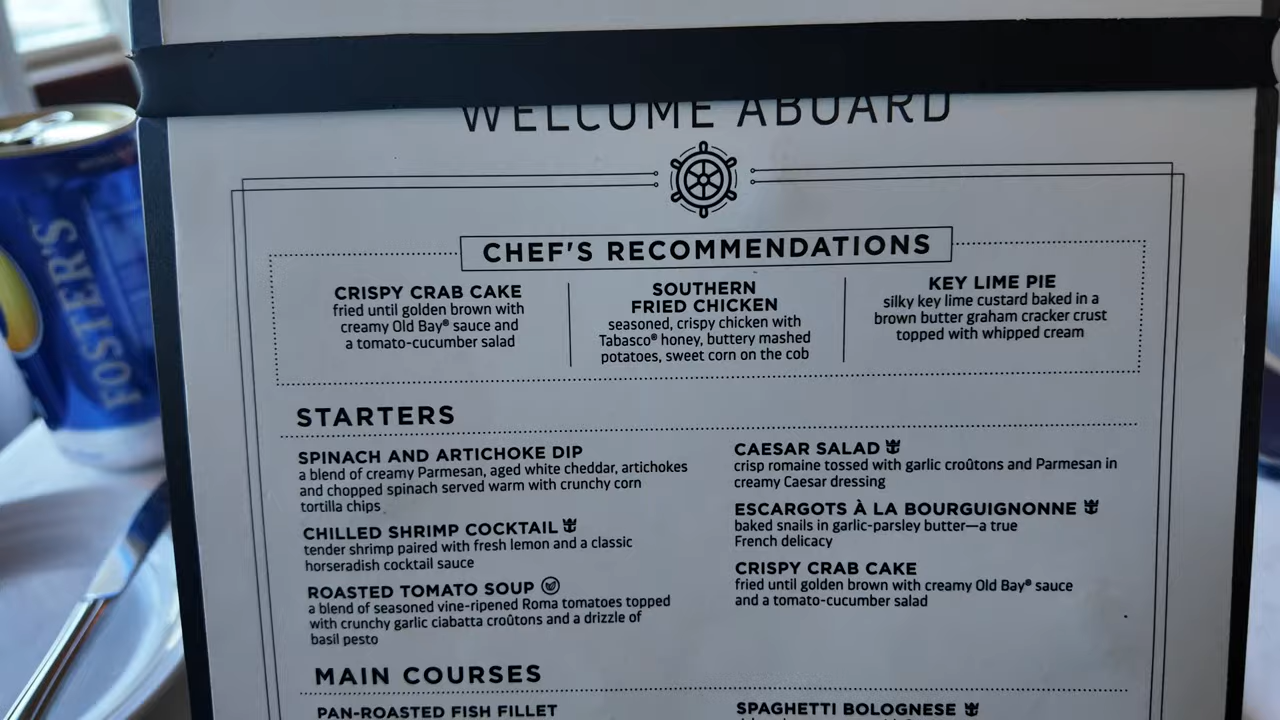 WELCOME ABOARD
CHEF'S RECOMMENDATIONS
CRISPY CRAB CAKE
fried until golden brown with
creamy Old Bay® sauce and
a tomato-cucumber salad
SOUTHERN
FRIED CHICKEN
seasoned, crispy chicken with
Tabasco® honey, buttery mashed
potatoes, sweet corn on the cob
KEY LIME PIE
silky key lime custard baked in a
brown butter graham cracker crust
topped with whipped cream
STARTERS
SPINACH AND ARTICHOKE DIP
a blend of creamy Parmesan, aged white cheddar, artichokes
and chopped spinach served warm with crunchy corn
tortilla chips
CHILLED SHRIMP COCKTAIL
tender shrimp paired with fresh lemon and a classic
horseradish cocktail sauce
ROASTED TOMATO SOUP
a blend of seasoned vine-ripened Roma tomatoes topped
with crunchy garlic ciabatta croûtons and a drizzle of
basil pesto
CAESAR SALAD
crisp romaine tossed with garlic croûtons and Parmesan in
creamy Caesar dressing
ESCARGOTS À LA BOURGUIGNONNE
baked snails in garlic-parsley butter—a true
French delicacy
CRISPY CRAB CAKE
fried until golden brown with creamy Old Bay® sauce
and a tomato-cucumber salad
MAIN COURSES
PAN-ROASTED FISH FILLET
SPAGHETTI BOLOGNESE
FOSTER'S